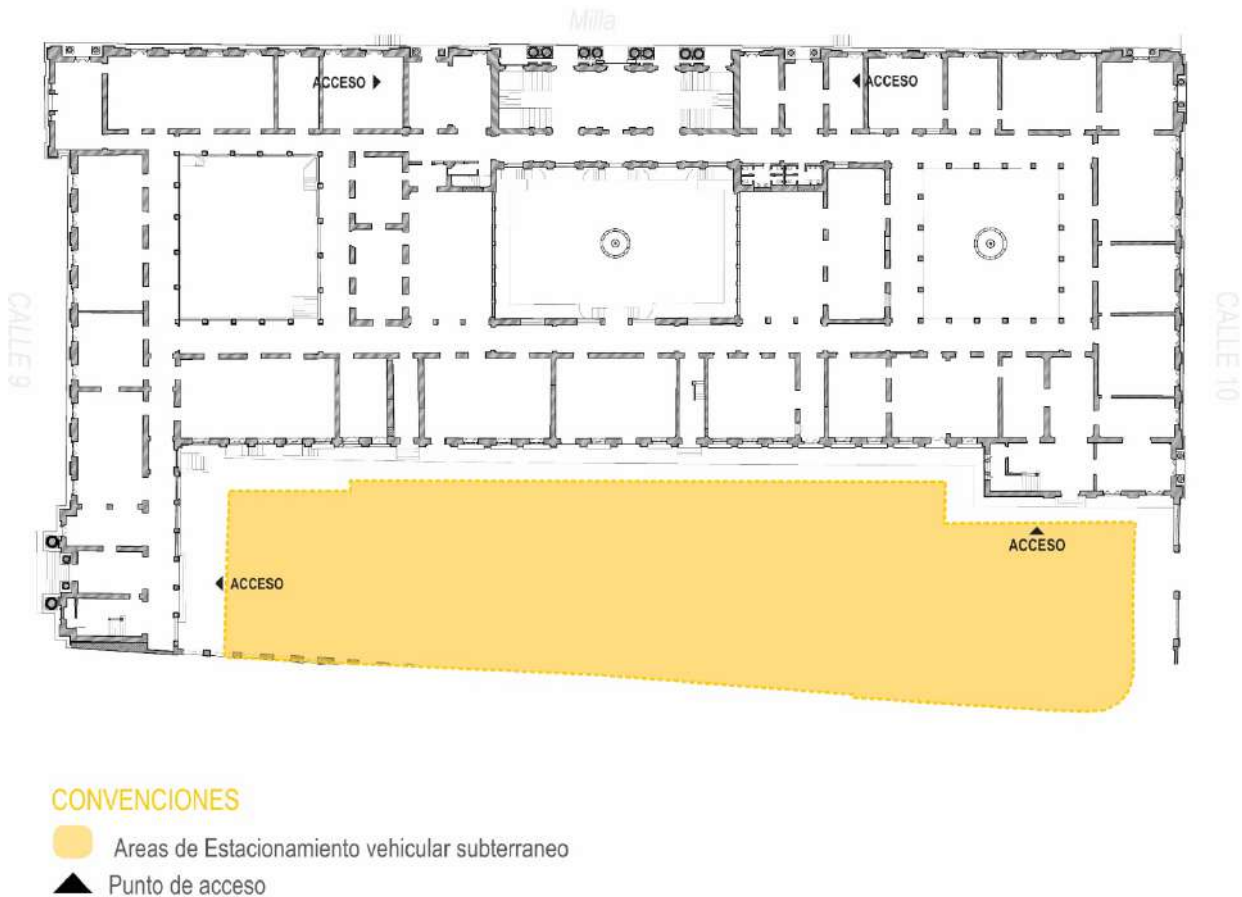 Milla
ACCESO
ACCESO
CALLE 9
CALLE 10
ACCESO
ACCESO
CONVENCIONES
Areas de Estacionamiento vehicular subterraneo
Punto de acceso